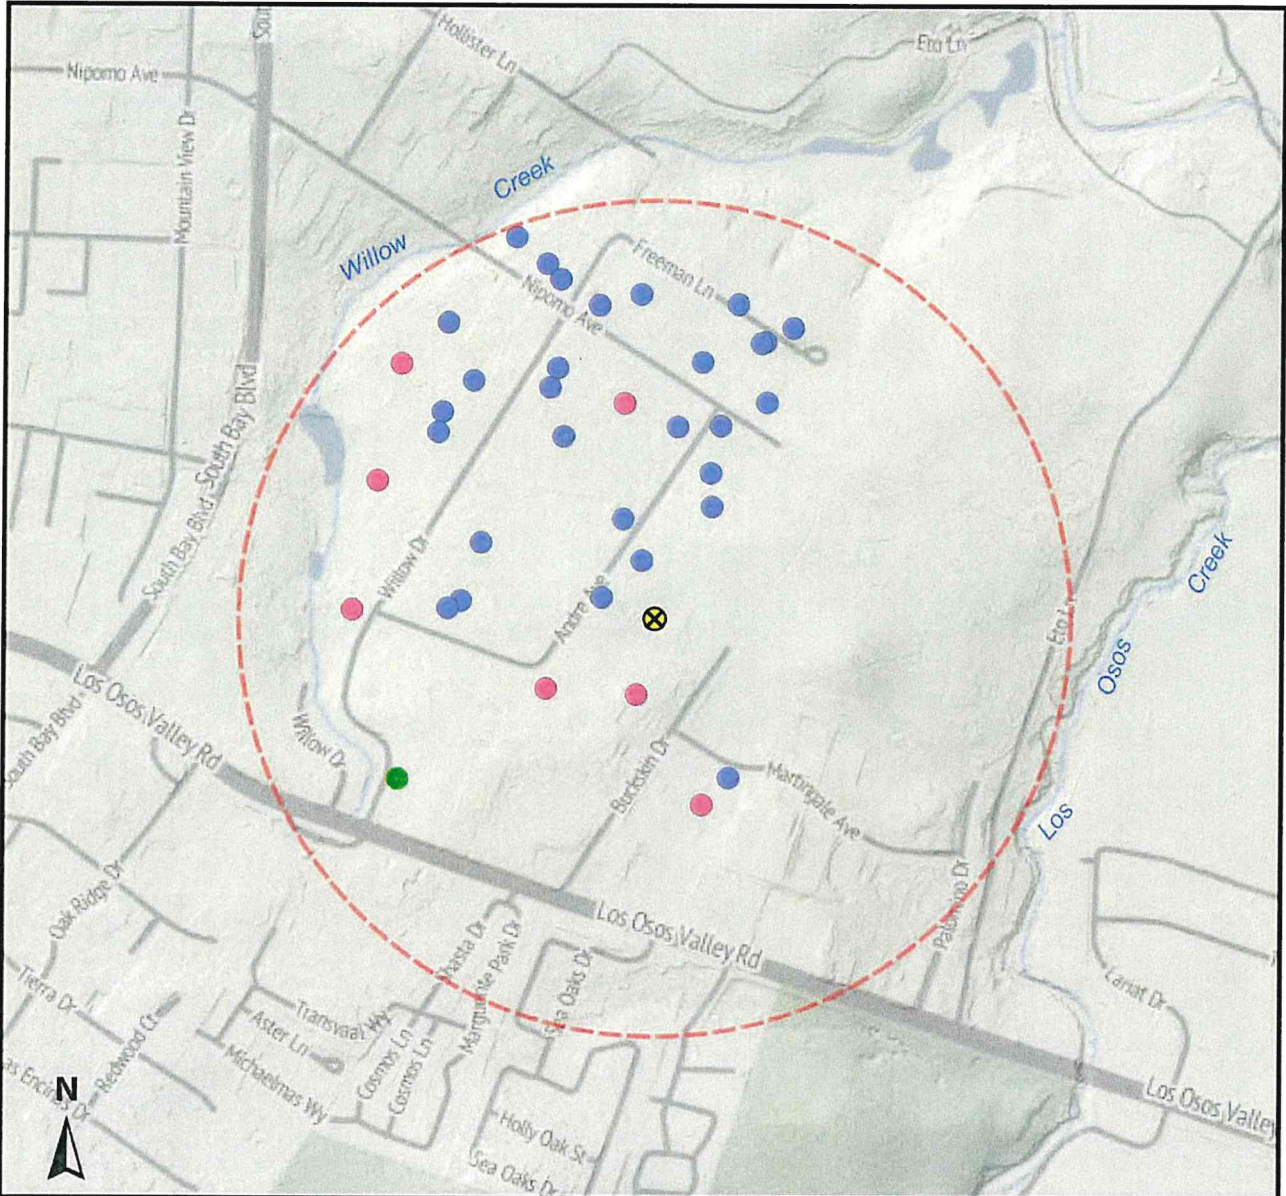 Hollister Ln
Eto Ln
Nipomo Ave
Mountain View Dr
Creek
Willow
Freeman Ln
Nipomo Ave
South Bay Blvd
South Bay Blvd
Willow Dr
Andre Ave
Eto Ln
Creek
Osos
Los
Los Osos Valley Rd
South Bay Blvd
Willow Dr
Buckskin Dr
Martingale Ave
Oak Ridge Dr
Los Osos Valley Rd
Palomino Dr
Shasta Dr
Marguerite Park Dr
Sea Oaks Dr
Lariat Dr
Tierra Dr
Transvaal Wy
Aster Ln
Redwood Ct
Michaelmas Wy
Cosmos Ln
Cosmos Ln
N
Los Osos Valley
Holly Oak St
Sea Oaks Dr